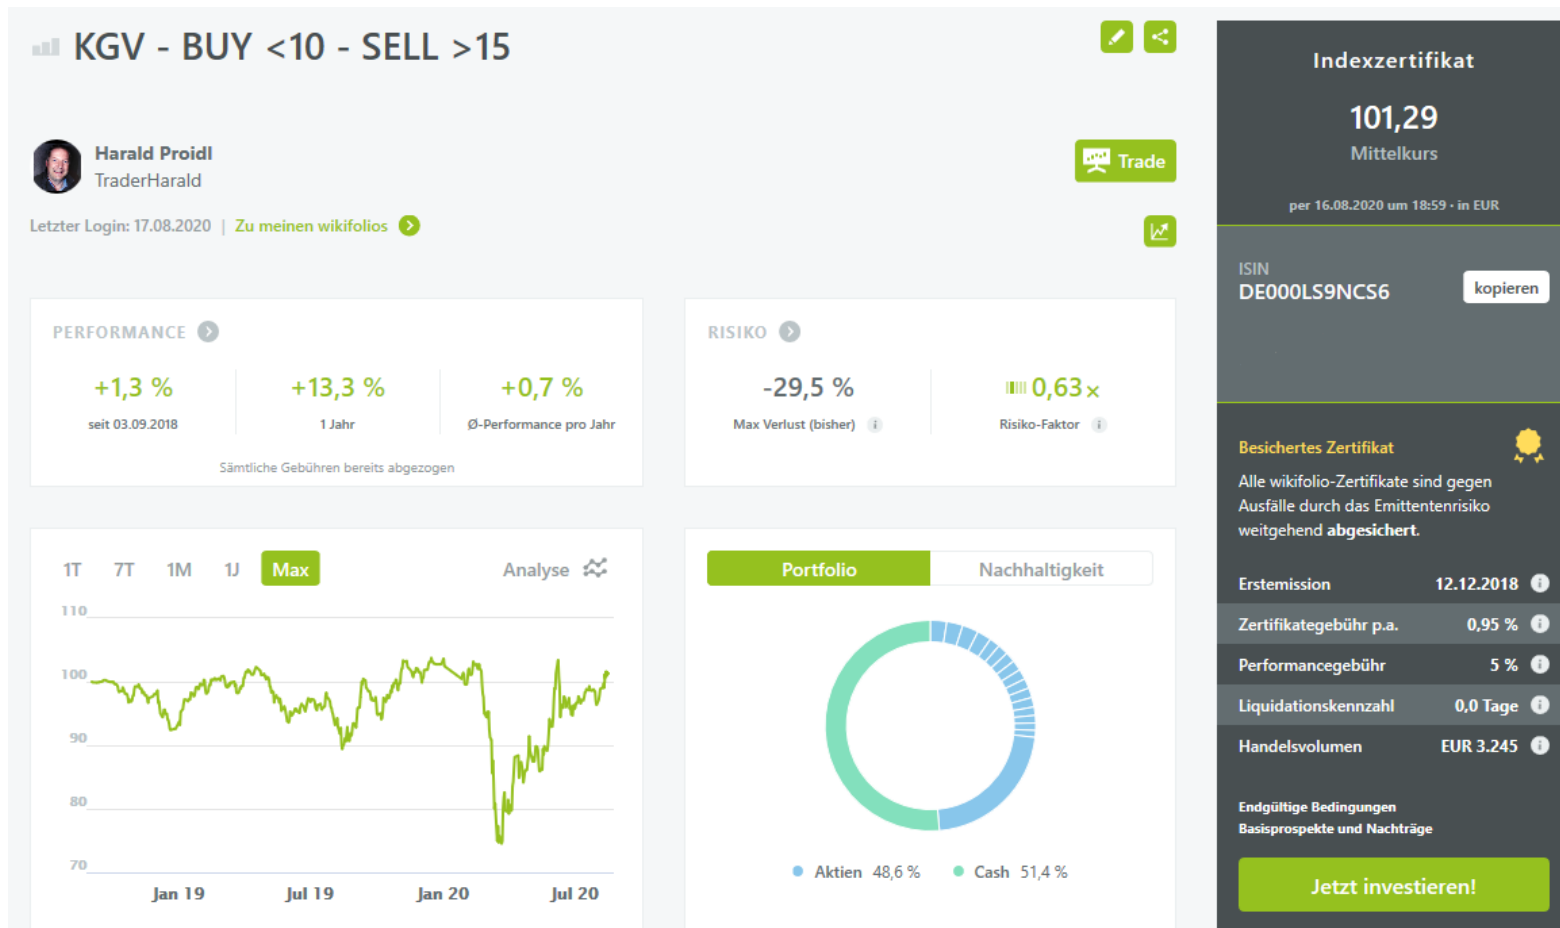 KGV - BUY <10 - SELL >15
Harald Proidl
TraderHarald
Trade
Letzter Login: 17.08.2020 | Zu meinen wikifolios
PERFORMANCE
+1,3 %
seit 03.09.2018
+13,3 %
1 Jahr
+0,7 %
Ø-Performance pro Jahr
Sämtliche Gebühren bereits abgezogen
RISIKO
-29,5 %
Max Verlust (bisher) i
0,63 x
Risiko-Faktor i
1T 7T 1M 1J Max Analyse
110
100
90
80
70
Jan 19 Jul 19 Jan 20 Jul 20
Portfolio Nachhaltigkeit
Aktien 48,6 % Cash 51,4 %
Indexzertifikat
101,29
Mittelkurs
per 16.08.2020 um 18:59 · in EUR
ISIN
DE000LS9NCS6 kopieren
Besichertes Zertifikat
Alle wikifolio-Zertifikate sind gegen
Ausfälle durch das Emittentenrisiko
weitgehend abgesichert.
Erstemission 12.12.2018 i
Zertifikategebühr p.a. 0,95 % i
Performancegebühr 5 % i
Liquidationskennzahl 0,0 Tage i
Handelsvolumen EUR 3.245 i
Endgültige Bedingungen
Basisprospekte und Nachträge
Jetzt investieren!